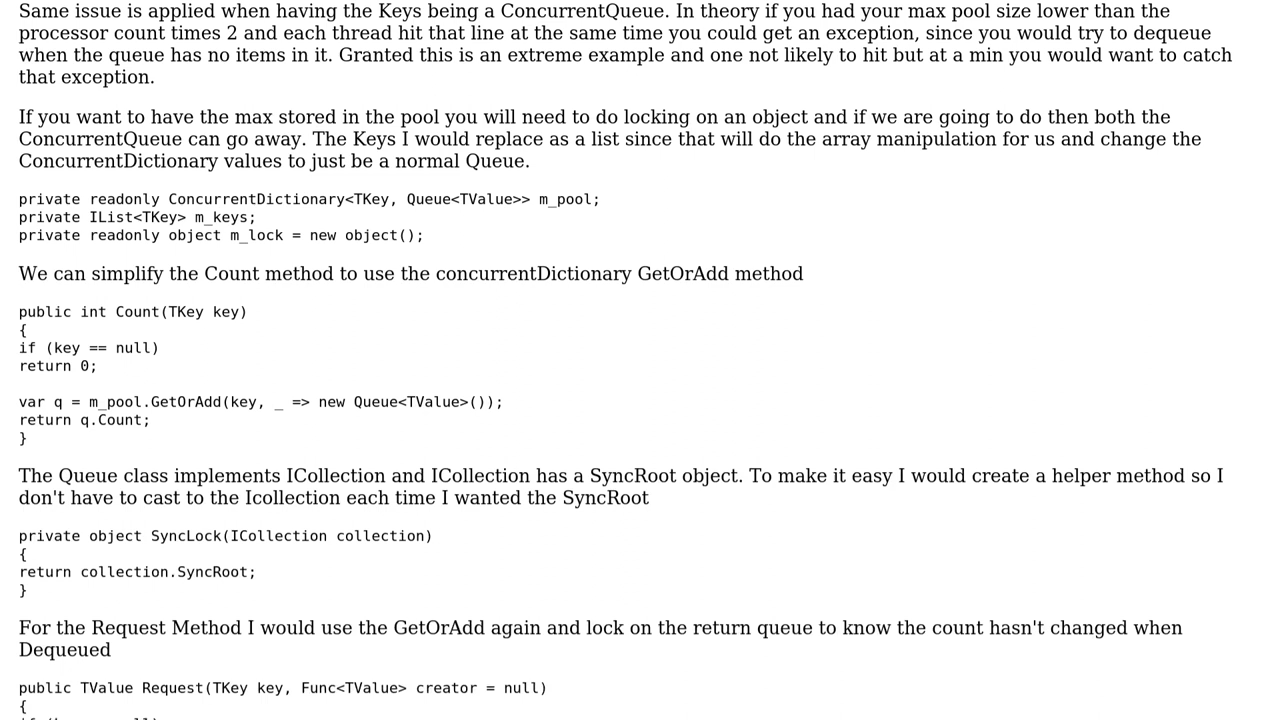 Same issue is applied when having the Keys being a ConcurrentQueue. In theory if you had your max pool size lower than the
processor count times 2 and each thread hit that line at the same time you could get an exception, since you would try to dequeue
when the queue has no items in it. Granted this is an extreme example and one not likely to hit but at a min you would want to catch
that exception.
If you want to have the max stored in the pool you will need to do locking on an object and if we are going to do then both the
ConcurrentQueue can go away. The Keys I would replace as a list since that will do the array manipulation for us and change the
ConcurrentDictionary values to just be a normal Queue.
private readonly ConcurrentDictionary<TKey, Queue<TValue>> m_pool;
private IList<TKey> m_keys;
private readonly object m_lock = new object();
We can simplify the Count method to use the concurrentDictionary GetOrAdd method
public int Count(TKey key)
{
if (key == null)
return 0;
var q = m_pool.GetOrAdd(key, _ => new Queue<TValue>());
return q.Count;
}
The Queue class implements ICollection and ICollection has a SyncRoot object. To make it easy I would create a helper method so I
don't have to cast to the Icollection each time I wanted the SyncRoot
private object SyncLock(ICollection collection)
{
return collection.SyncRoot;
}
For the Request Method I would use the GetOrAdd again and lock on the return queue to know the count hasn't changed when
Dequeued
public TValue Request(TKey key, Func<TValue> creator = null)
{